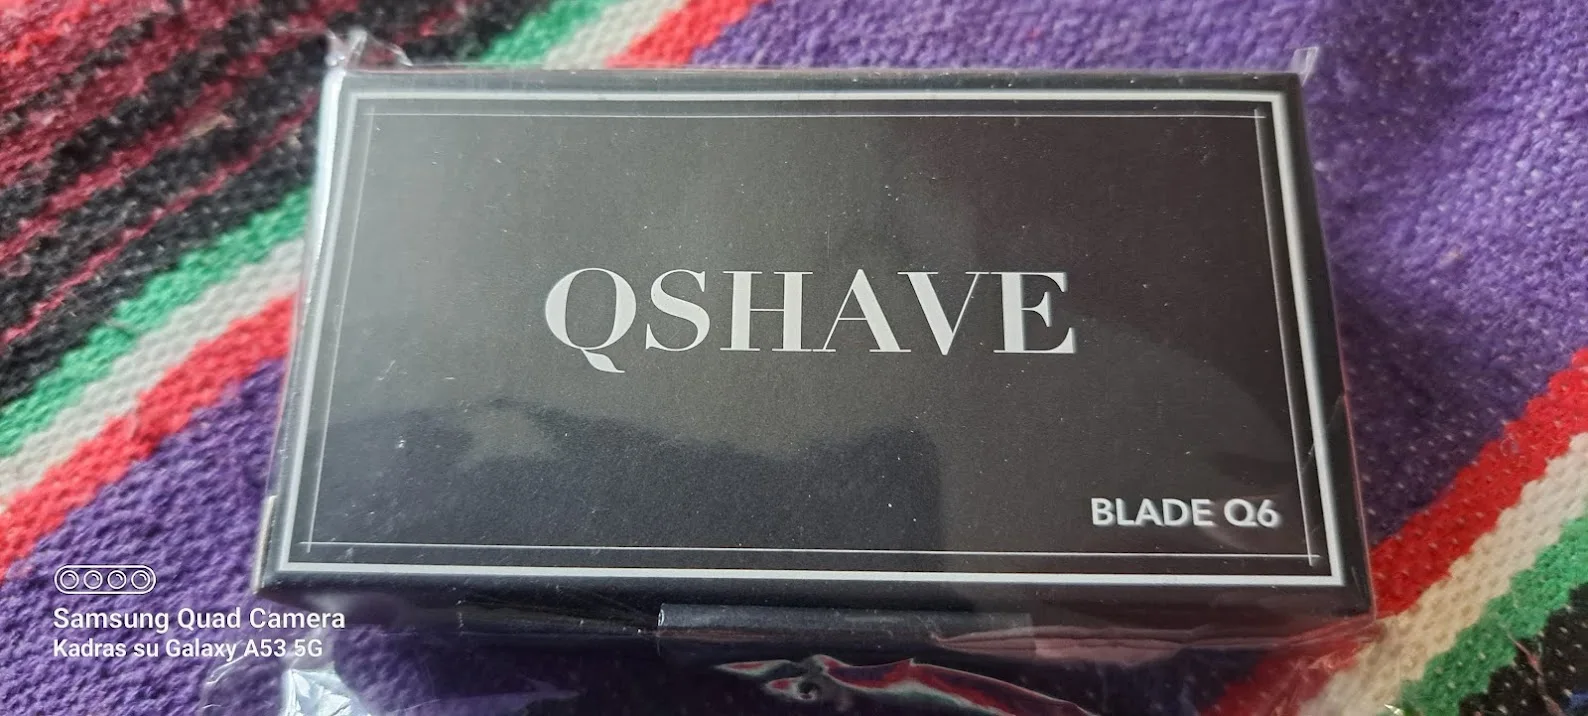 QSHAVE
BLADE Q6
Samsung Quad Camera
Kadras su Galaxy A53 5G